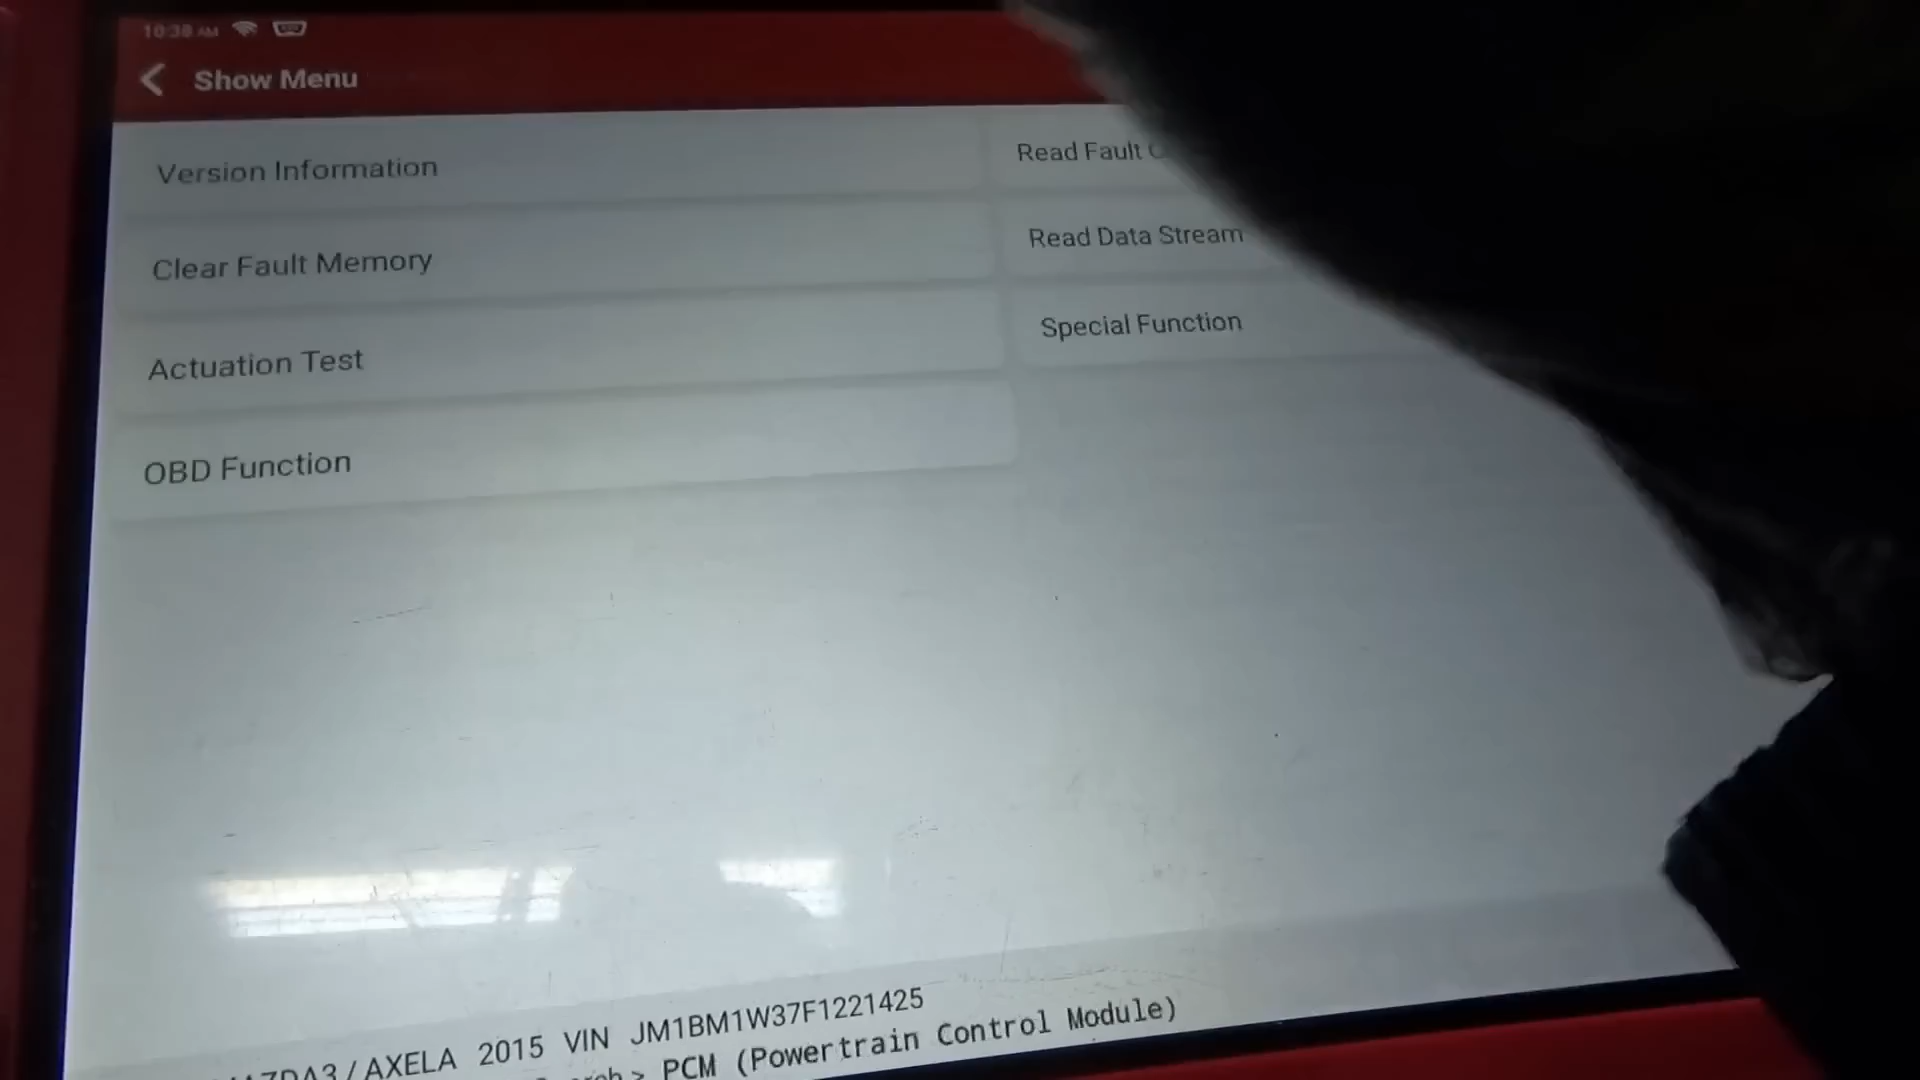 10:38 AM
Show Menu
Version Information
Read Fault
Clear Fault Memory
Read Data Stream
Actuation Test
Special Function
OBD Function
AZDA3/AXELA 2015 VIN JM1BM1W37F1221425
> PCM (Powertrain Control Module)